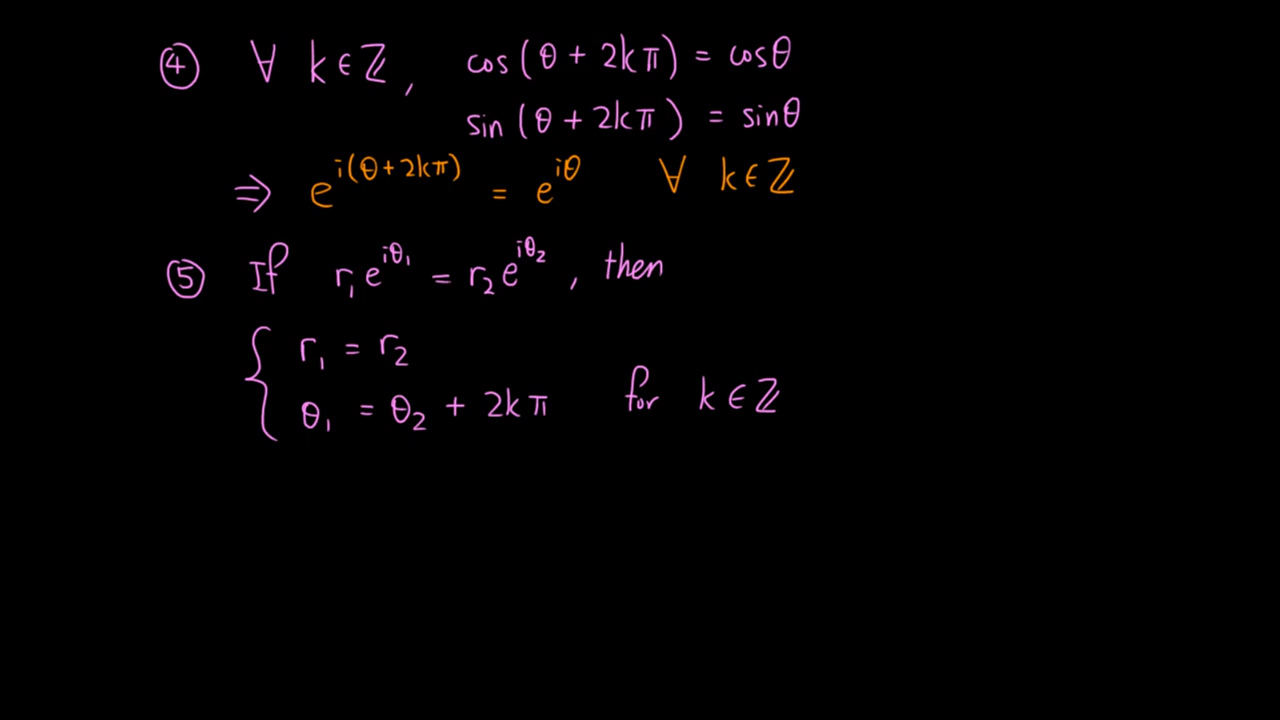 ④ ∀ k ∈ ℤ, cos(θ + 2kπ) = cosθ
sin(θ + 2kπ) = sinθ
⇒ e^{i(θ+2kπ)} = e^{iθ} ∀ k ∈ ℤ
⑤ If r₁e^{iθ₁} = r₂e^{iθ₂}, then
{ r₁ = r₂
θ₁ = θ₂ + 2kπ for k ∈ ℤ